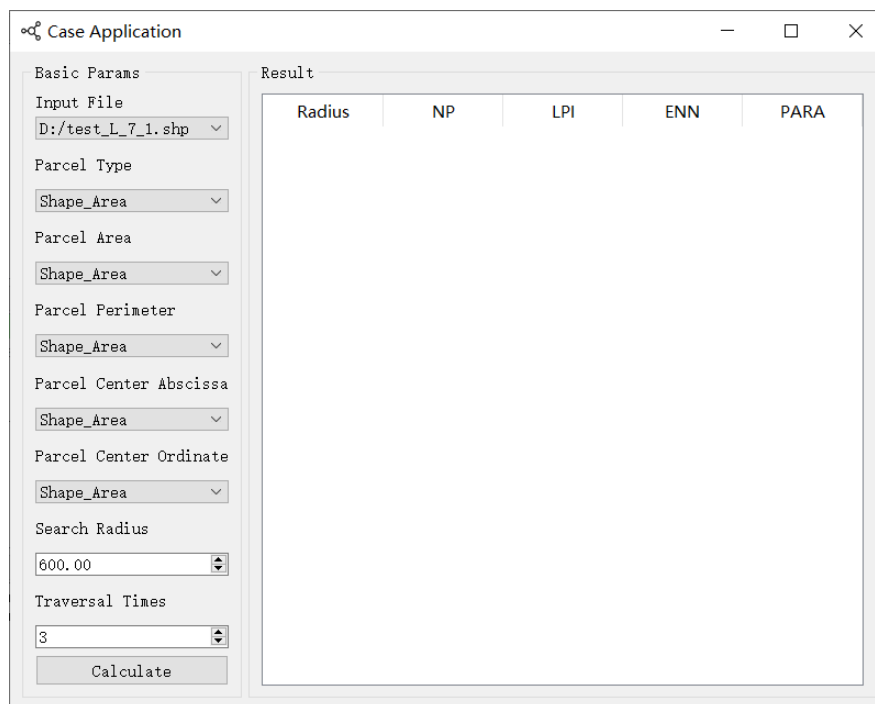 Case Application
Basic Params
Input File
D:/test_L_7_1.shp
Parcel Type
Shape_Area
Parcel Area
Shape_Area
Parcel Perimeter
Shape_Area
Parcel Center Abscissa
Shape_Area
Parcel Center Ordinate
Shape_Area
Search Radius
600.00
Traversal Times
3
Calculate
Result
Radius NP LPI ENN PARA